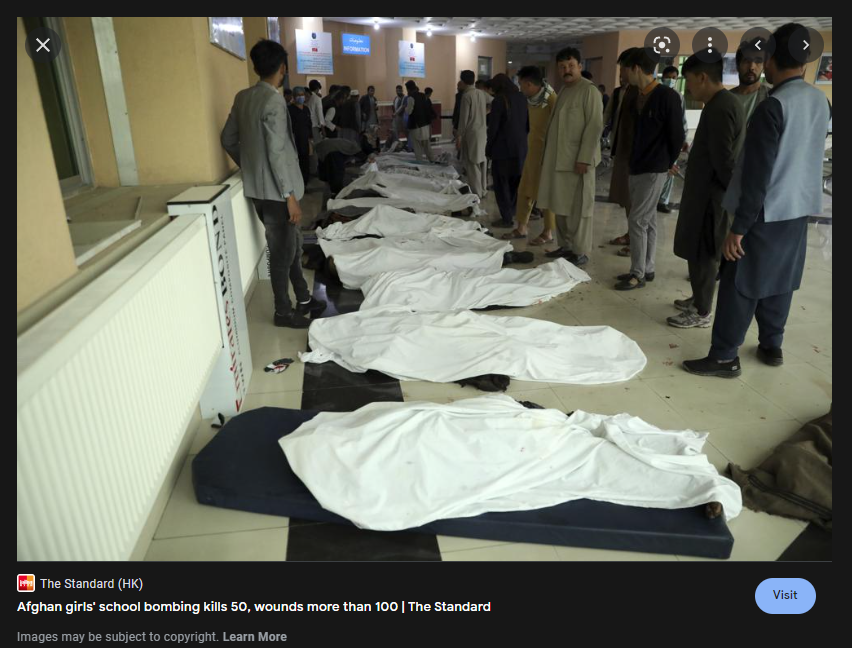 INFORMATION
The Standard (HK)
Afghan girls' school bombing kills 50, wounds more than 100 | The Standard
Visit
Images may be subject to copyright. Learn More